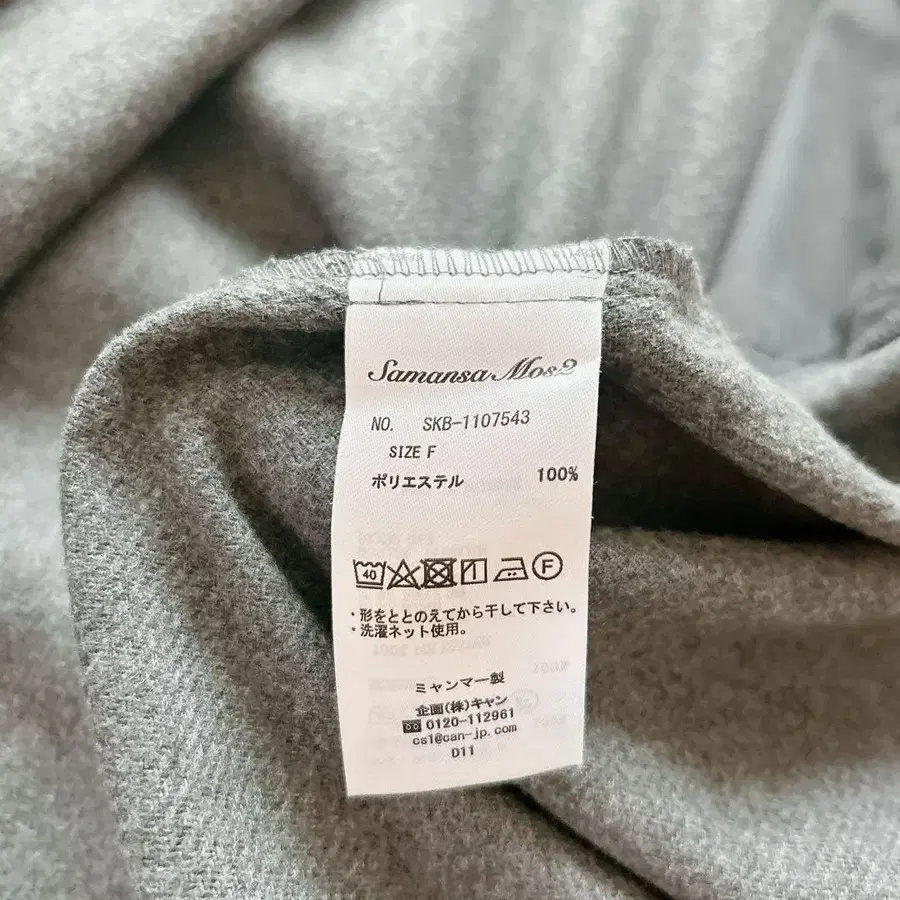 Samansa Mos2
NO. SKB-1107543
SIZE F
ポリエステル 100%
40 F
・形をととのえてから干して下さい。
・洗濯ネット使用。
ミャンマー製
企画(株)キャン
0120-112961
cs1@can-jp.com
D11